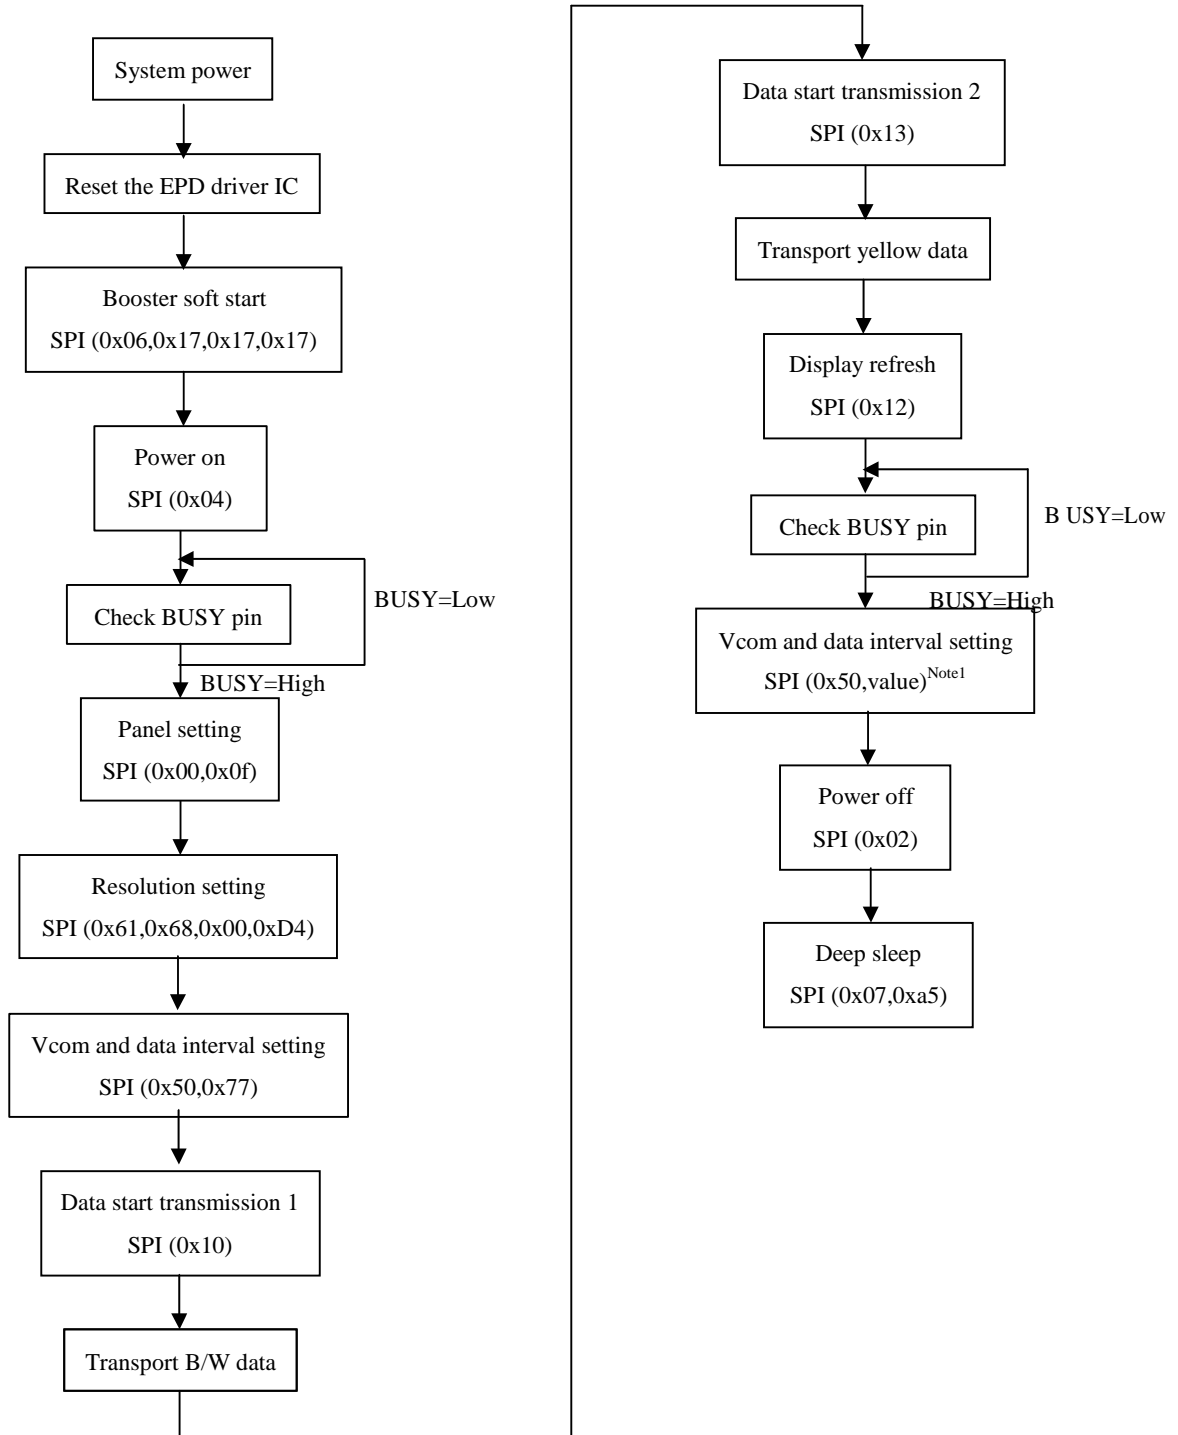 System power
Reset the EPD driver IC
Booster soft start
SPI (0x06,0x17,0x17,0x17)
Power on
SPI (0x04)
Check BUSY pin
BUSY=Low
BUSY=High
Panel setting
SPI (0x00,0x0f)
Resolution setting
SPI (0x61,0x68,0x00,0xD4)
Vcom and data interval setting
SPI (0x50,0x77)
Data start transmission 1
SPI (0x10)
Transport B/W data
Data start transmission 2
SPI (0x13)
Transport yellow data
Display refresh
SPI (0x12)
Check BUSY pin
B USY=Low
BUSY=High
Vcom and data interval setting
SPI (0x50,value)Note1
Power off
SPI (0x02)
Deep sleep
SPI (0x07,0xa5)